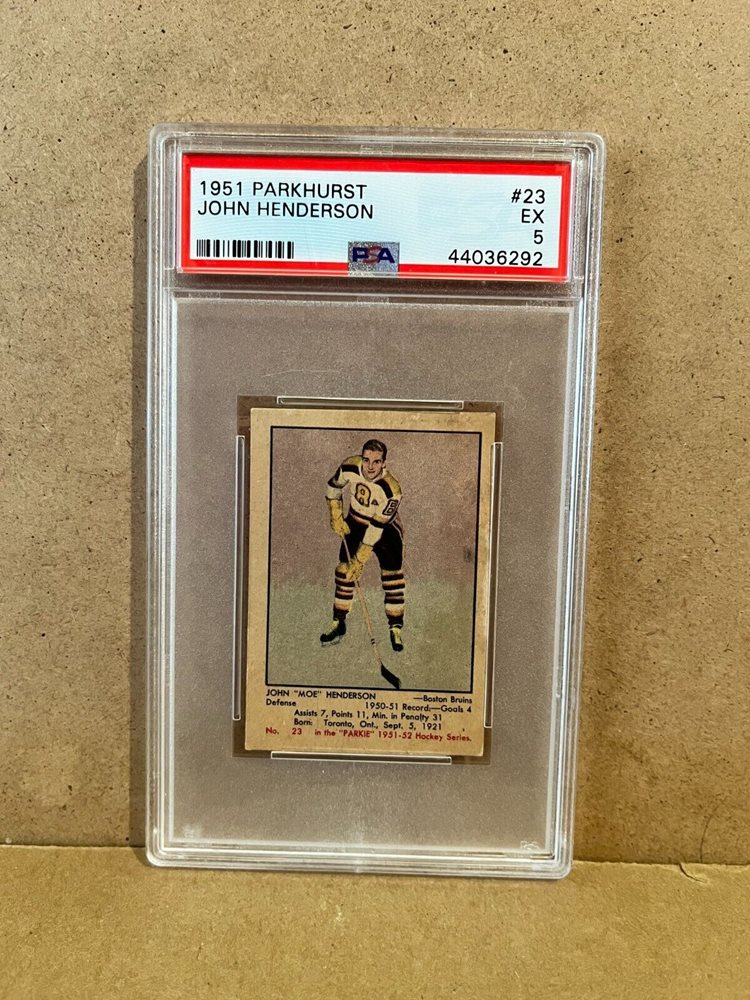 1951 PARKHURST #23
JOHN HENDERSON EX
5
PSA 44036292
R A 8
JOHN "MOE" HENDERSON —Boston Bruins
Defense 1950-51 Record:—Goals 4
Assists 7, Points 11, Min. in Penalty 31
Born: Toronto, Ont., Sept. 5, 1921
No. 23 in the "PARKIE" 1951-52 Hockey Series.